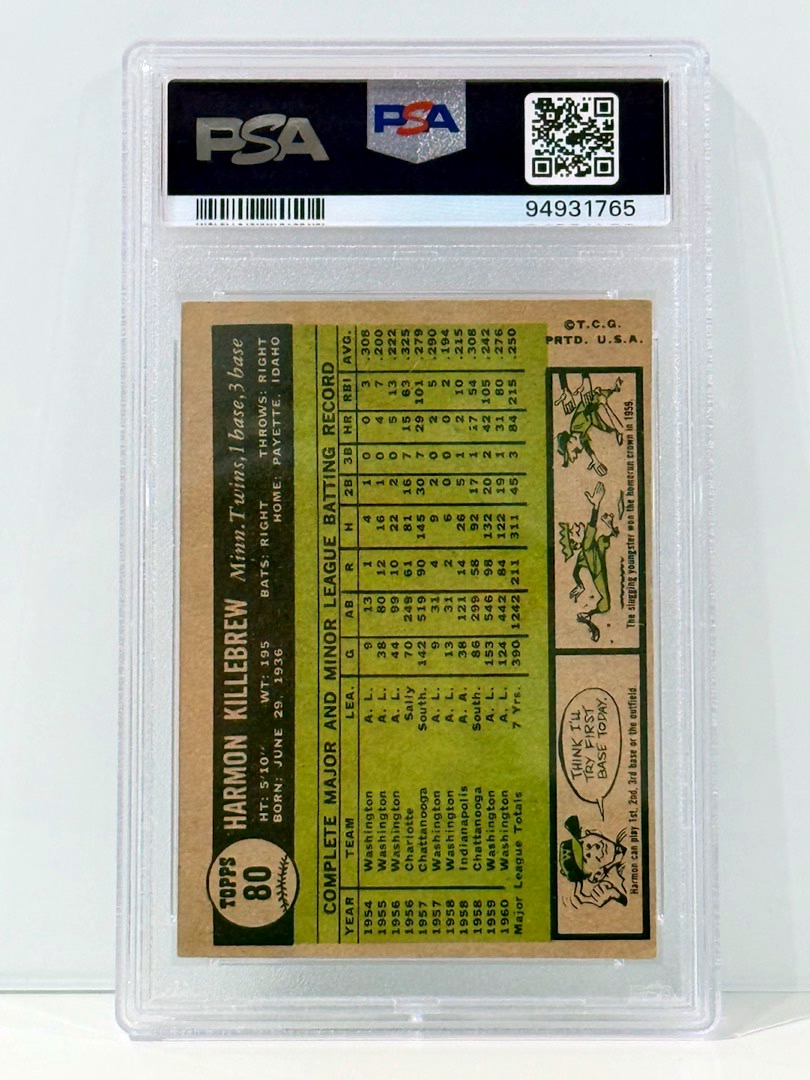 PSA
PSA
94931765
TOPPS
80
HARMON KILLEBREW Minn. Twins, 1 base, 3 base
HT: 5'10" WT: 195 BATS: RIGHT THROWS: RIGHT
BORN: JUNE 29, 1936 HOME: PAYETTE, IDAHO
COMPLETE MAJOR AND MINOR LEAGUE BATTING RECORD
YEAR TEAM LEA. G AB R H 2B 3B HR RBI AVG.
1954 Washington A. L. 9 13 1 4 1 0 0 3 .308
1955 Washington A. L. 38 80 12 16 1 0 4 7 .200
1956 Washington A. L. 44 99 10 22 2 0 5 13 .222
1956 Charlotte Sally 70 249 61 81 16 7 15 63 .325
1957 Chattanooga South. 142 519 90 145 30 7 29 101 .279
1957 Washington A. L. 9 31 4 9 2 0 2 5 .290
1958 Washington A. L. 13 31 2 6 0 0 0 2 .194
1958 Indianapolis A. A. 38 121 14 26 5 1 2 10 .215
1958 Chattanooga South. 86 299 58 92 17 1 17 54 .308
1959 Washington A. L. 153 546 98 132 20 2 42 105 .242
1960 Washington A. L. 124 442 84 122 19 1 31 80 .276
Major League Totals 7 Yrs. 390 1242 211 311 45 3 84 215 .250
THINK I'LL
TRY FIRST
BASE TODAY.
Harmon can play 1st, 2nd, 3rd base or the outfield.
The slugging youngster won the homerun crown in 1959.
©T.C.G.
PRTD. U.S.A.